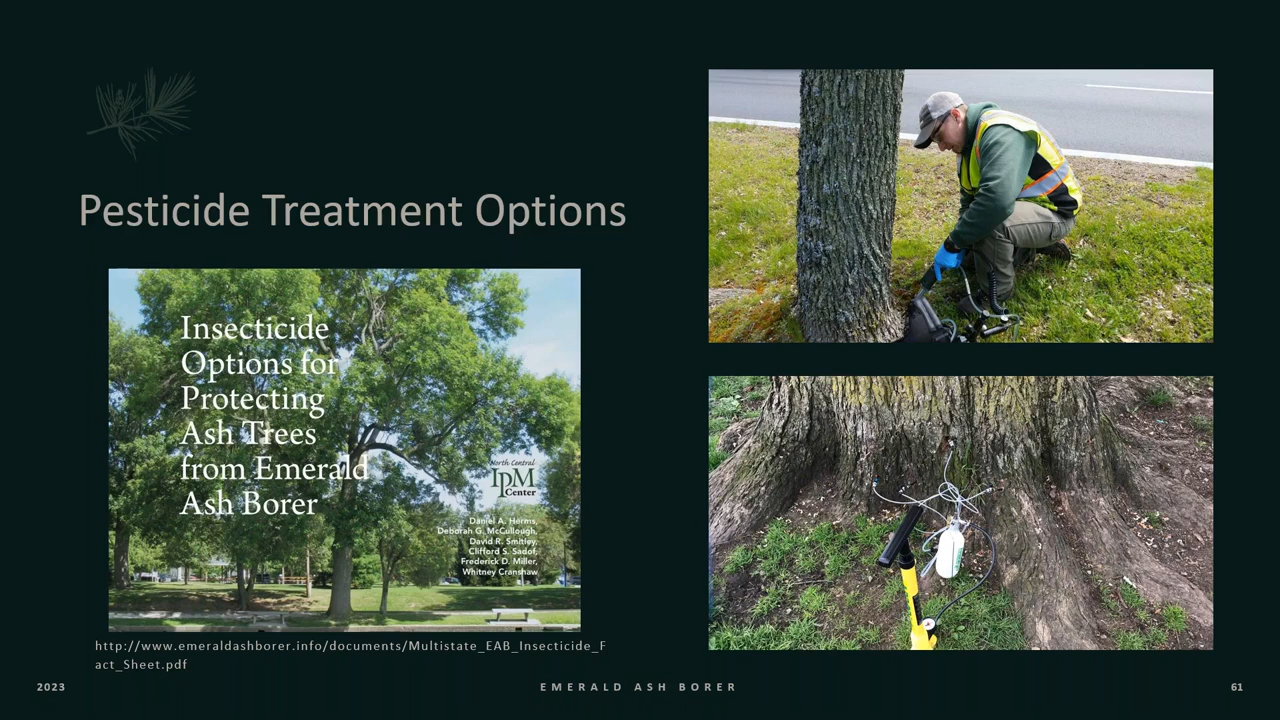 Pesticide Treatment Options
Insecticide
Options for
Protecting
Ash Trees
from Emerald
Ash Borer
North Central
IPM
Center
Daniel A. Herms,
Deborah G. McCullough,
David R. Smitley,
Clifford S. Sadof,
Frederick D. Miller,
Whitney Cranshaw
http://www.emeraldashborer.info/documents/Multistate_EAB_Insecticide_F
act_Sheet.pdf
2023
EMERALD ASH BORER
61